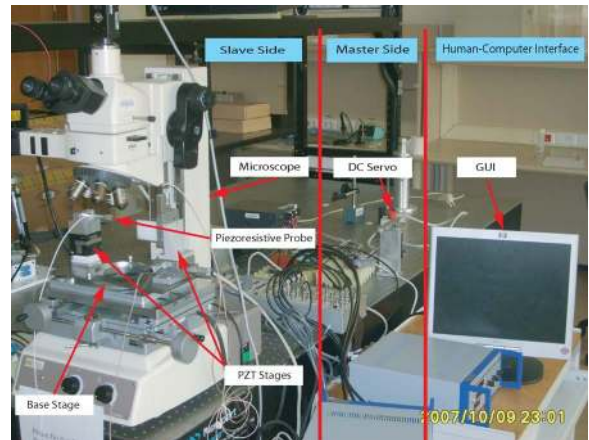 Slave Side
Master Side
Human-Computer Interface
Microscope
DC Servo
GUI
Piezoresistive Probe
PZT Stages
Base Stage
2007/10/09 23:01